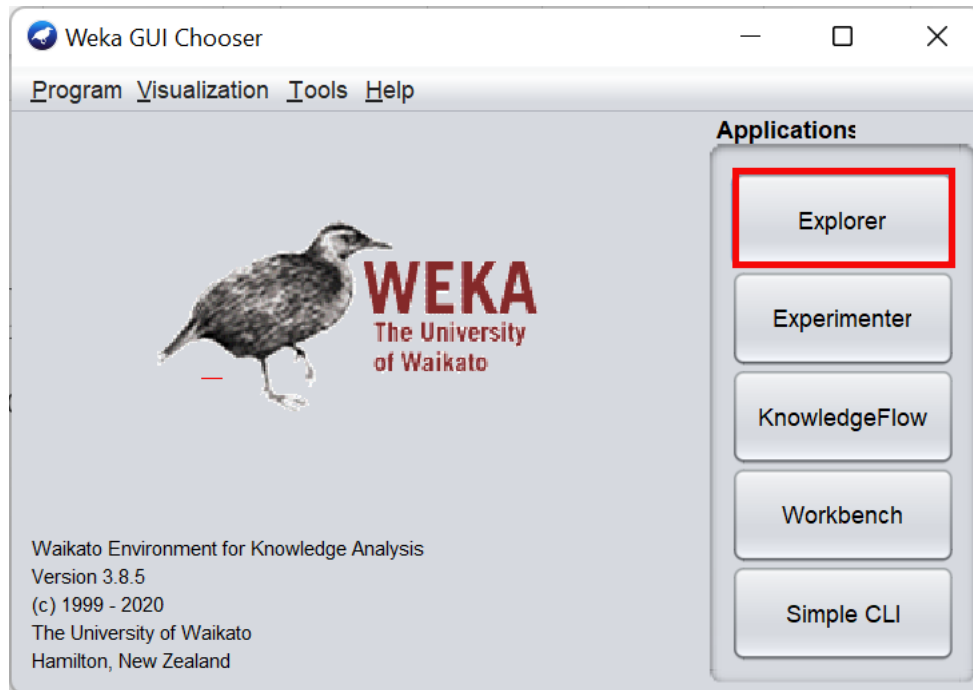 Weka GUI Chooser
Program Visualization Tools Help
Applications
Explorer
Experimenter
KnowledgeFlow
Workbench
Simple CLI
WEKA
The University
of Waikato
Waikato Environment for Knowledge Analysis
Version 3.8.5
(c) 1999 - 2020
The University of Waikato
Hamilton, New Zealand